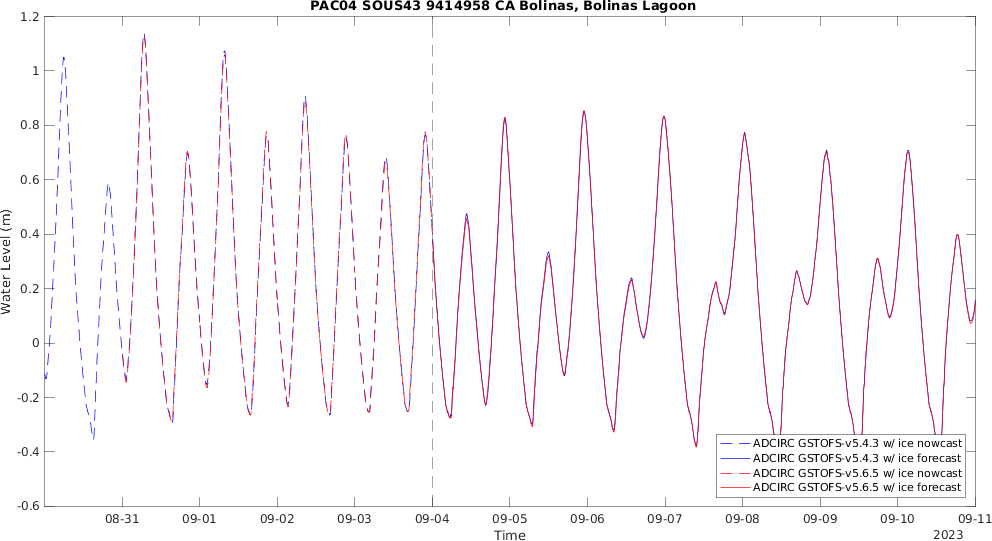 PAC04 SOUS43 9414958 CA Bolinas, Bolinas Lagoon
1.2
1
0.8
0.6
0.4
0.2
0
-0.2
-0.4
-0.6
Water Level (m)
ADCIRC GSTOFS-v5.4.3 w/ ice nowcast
ADCIRC GSTOFS-v5.4.3 w/ ice forecast
ADCIRC GSTOFS-v5.6.5 w/ ice nowcast
ADCIRC GSTOFS-v5.6.5 w/ ice forecast
08-31 09-01 09-02 09-03 09-04 09-05 09-06 09-07 09-08 09-09 09-10 09-11
Time
2023